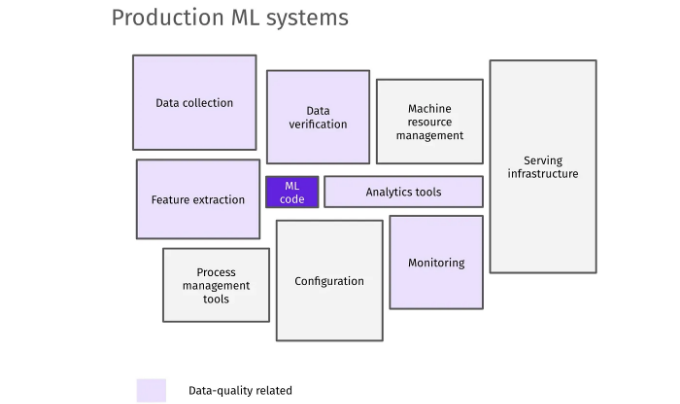 Production ML systems
Data collection
Data
verification
Machine
resource
management
Serving
infrastructure
Feature extraction
ML
code
Analytics tools
Process
management
tools
Configuration
Monitoring
Data-quality related